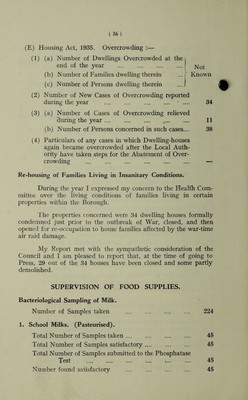 ( 36 )
(E) Housing Act, 1935. Overcrowding :—
(1) (a) Number of Dwellings Overcrowded at the
end of the year ... ... ... ... Not
(b) Number of Families dwelling therein ... Known
(c) Number of Persons dwelling therein ...
(2) Number of New Cases of Overcrowding reported
during the year ... ... ... ... ... 34
(3) (a) Number of Cases of Overcrowding relieved
during the year ... ... ... ... ... 11
(b) Number of Persons concerned in such cases... 38
(4) Particulars of any cases in which Dwelling-houses
again became overcrowded after the Local Auth-
ority have taken steps for the Abatement of Over-
crowding ... ... ... ... ... —
Re-housing of Families Living in Insanitary Conditions.
During the year I expressed my concern to the Health Com-
mittee over the living conditions of families living in certain
properties within the Borough.
The properties concerned were 34 dwelling houses formally
condemned just prior to the outbreak of War, closed, and then
opened for re-occupation to house families affected by the war-time
air raid damage.
My Report met with the sympathetic consideration of the
Council and I am pleased to report that, at the time of going to
Press, 29 out of the 34 houses have been closed and some partly
demolished.
SUPERVISION OF FOOD SUPPLIES.
Bacteriological Sampling of Milk.
Number of Samples taken ... ... ... 224
1. School Milks. (Pasteurised).
Total Number of Samples taken ... ... ... 45
Total Number of Samples satisfactory ... ... ... 45
Total Number of Samples submitted to the Phosphatase
Test ... ... ... ... ... 45
Number found satisfactory ... ... ... 45